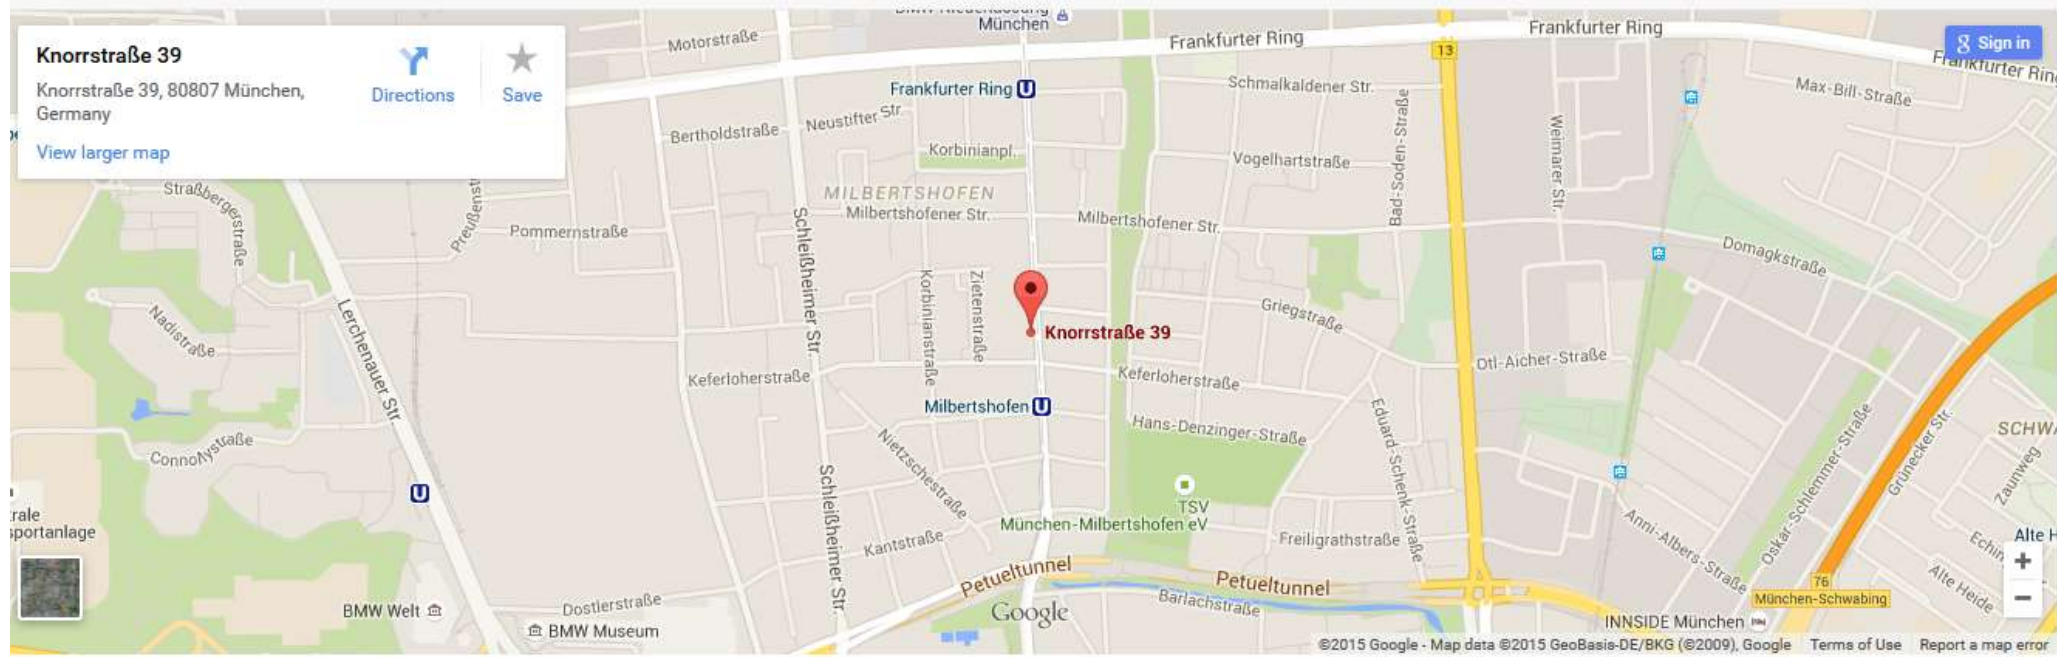 München
Frankfurter Ring
Frankfurter Ring
Motorstraße
Knorrstraße 39
Knorrstraße 39, 80807 München,
Germany
View larger map
Directions
Save
13
Sign in
Frankfurter Ring
Frankfurter Ring
Schmalkaldener Str.
Max-Bill-Straße
Bertholdstraße
Neustifter Str.
Bad-Soden-Straße
Weimarer Str.
Korbinianpl.
Vogelhartstraße
Straßbergerstraße
MILBERTSHOFEN
Milbertshofener Str.
Milbertshofener Str.
Pommernstraße
Schleißheimer Str.
Domagkstraße
Korbinianstraße
Zietenstraße
Nadistraße
Lerchenauer Str.
Griegstraße
Knorrstraße 39
Otl-Aicher-Straße
Keferloherstraße
Keferloherstraße
Milbertshofen
Hans-Denzinger-Straße
Eduard-Schenk-Straße
Connollystraße
Nietzschestraße
Schleißheimer Str.
Oskar-Schlemmer-Straße
Grünecker Str.
Zaunweg
TSV
München-Milbertshofen eV
Kantstraße
Freiligrathstraße
Anni-Albers-Straße
Petueltunnel
Petueltunnel
76
München-Schwabing
Alte Heide
BMW Welt
Dostlerstraße
BMW Museum
Google
Barlachstraße
INNSIDE München
©2015 Google - Map data ©2015 GeoBasis-DE/BKG (©2009), Google
Terms of Use
Report a map error